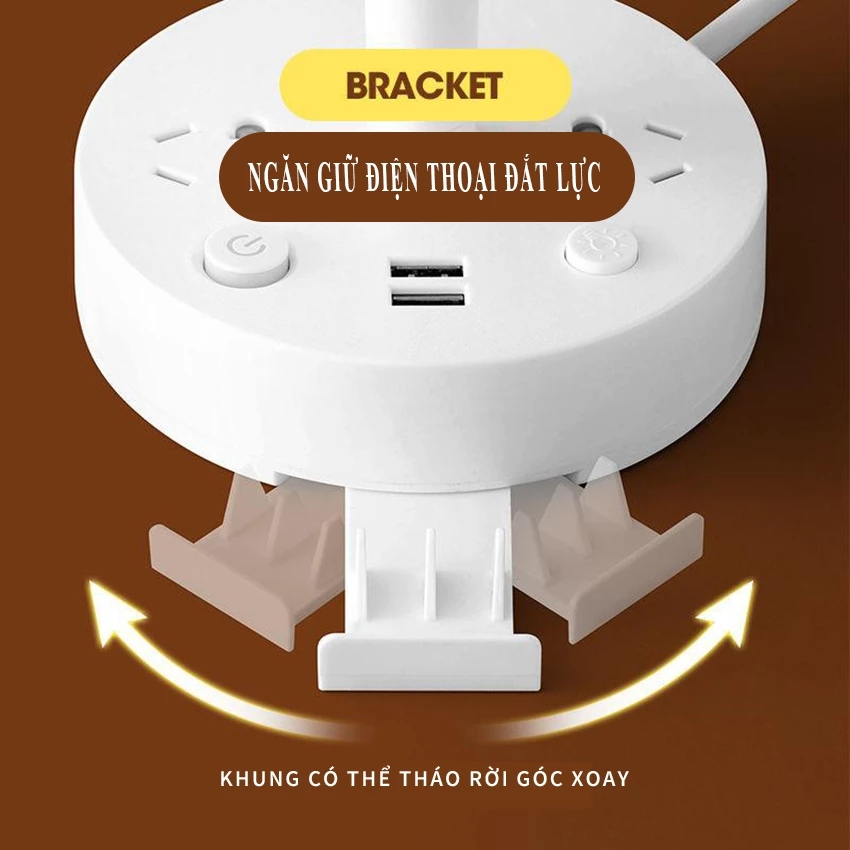 BRACKET
NGĂN GIỮ ĐIỆN THOẠI ĐẮT LỰC
KHUNG CÓ THỂ THÁO RỜI GÓC XOAY